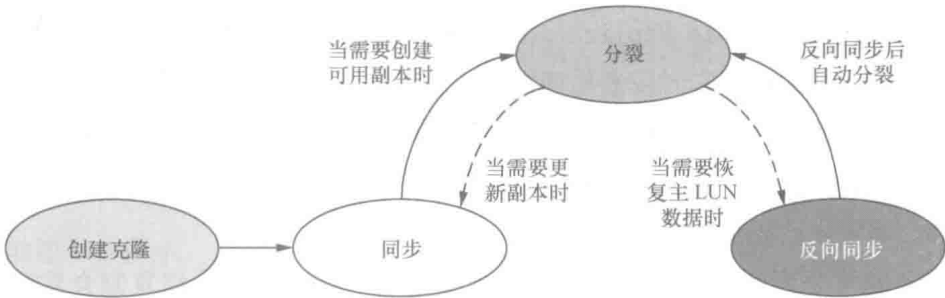 当需要创建
可用副本时
分裂
反向同步后
自动分裂
当需要更
新副本时
当需要恢
复主 LUN
数据时
创建克隆
同步
反向同步